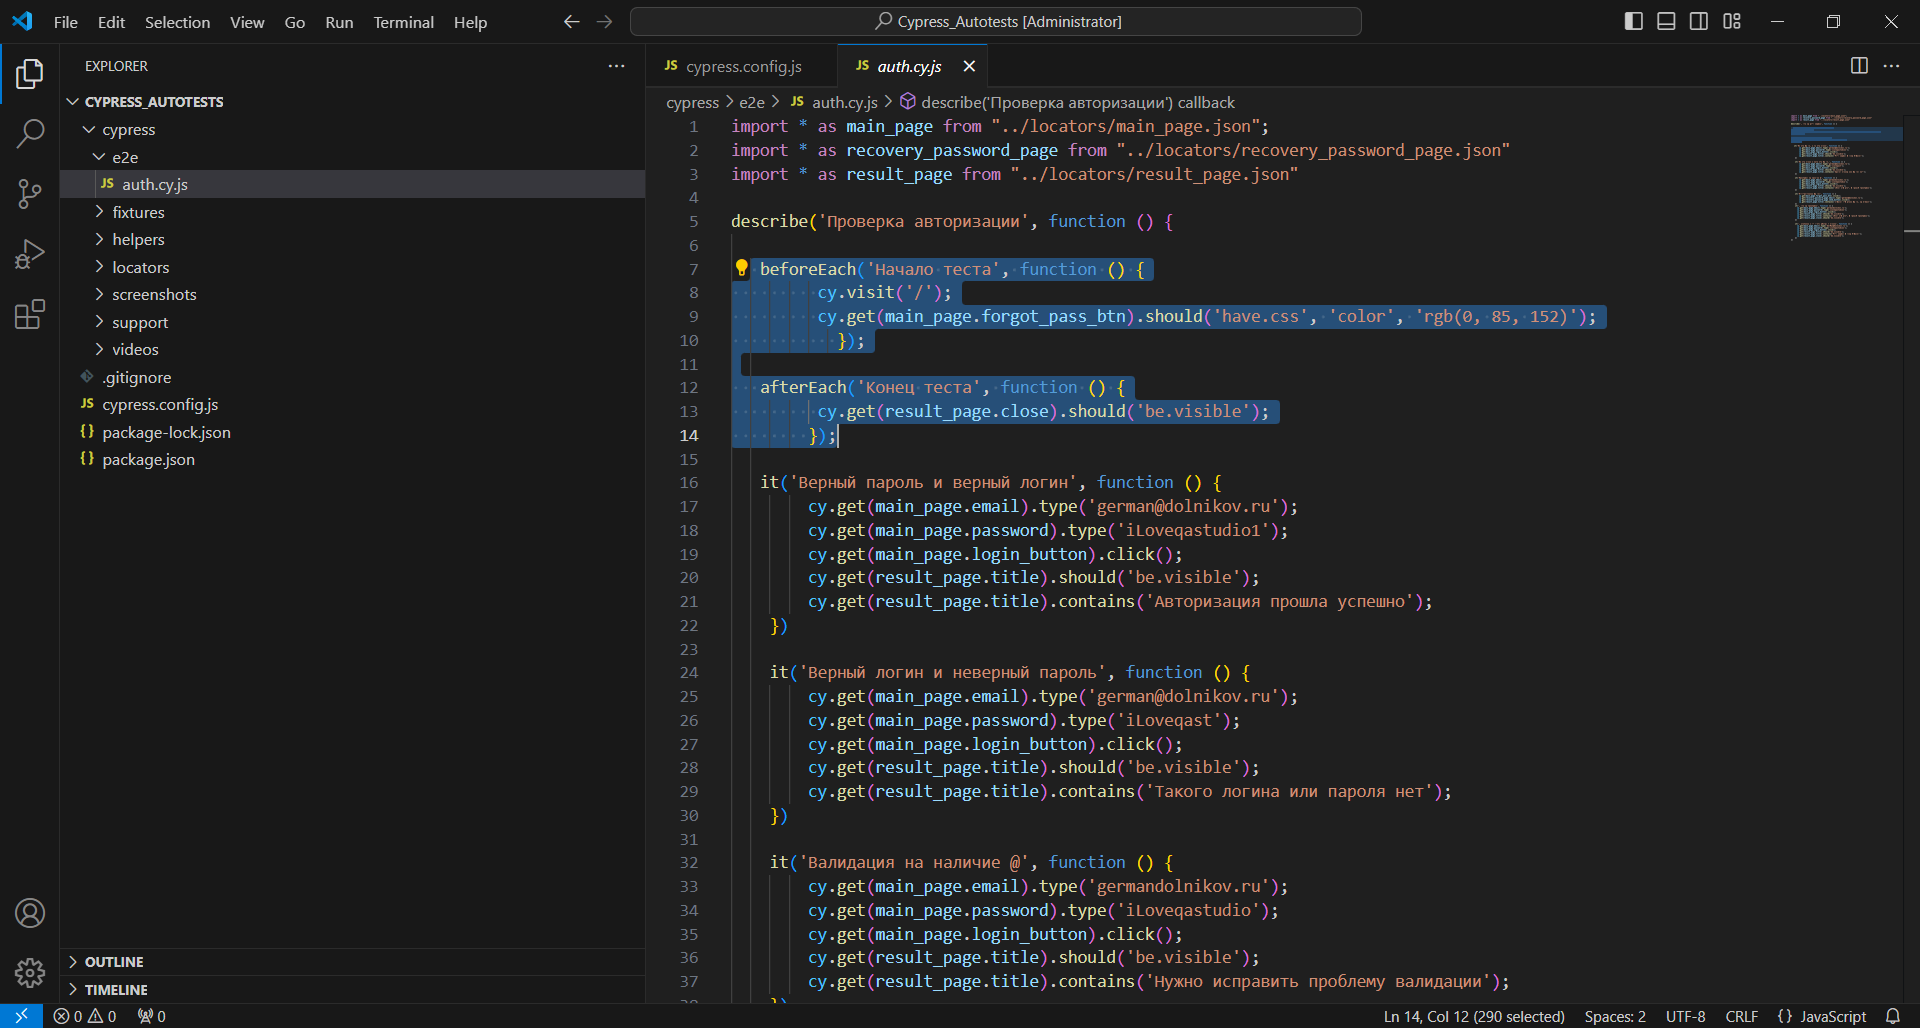 File Edit Selection View Go Run Terminal Help
Cypress_Autotests [Administrator]
EXPLORER
CYPRESS_AUTOTESTS
cypress
e2e
JS auth.cy.js
fixtures
helpers
locators
screenshots
support
videos
.gitignore
JS cypress.config.js
{} package-lock.json
{} package.json
OUTLINE
TIMELINE
JS cypress.config.js
JS auth.cy.js
cypress > e2e > JS auth.cy.js > describe('Проверка авторизации') callback
1 import * as main_page from "../locators/main_page.json";
2 import * as recovery_password_page from "../locators/recovery_password_page.json"
3 import * as result_page from "../locators/result_page.json"
4
5 describe('Проверка авторизации', function () {
6
7 beforeEach('Начало теста', function () {
8 cy.visit('/');
9 cy.get(main_page.forgot_pass_btn).should('have.css', 'color', 'rgb(0, 85, 152)');
10 });
11
12 afterEach('Конец теста', function () {
13 cy.get(result_page.close).should('be.visible');
14 });
15
16 it('Верный пароль и верный логин', function () {
17 cy.get(main_page.email).type('german@dolnikov.ru');
18 cy.get(main_page.password).type('iLoveqastudio1');
19 cy.get(main_page.login_button).click();
20 cy.get(result_page.title).should('be.visible');
21 cy.get(result_page.title).contains('Авторизация прошла успешно');
22 })
23
24 it('Верный логин и неверный пароль', function () {
25 cy.get(main_page.email).type('german@dolnikov.ru');
26 cy.get(main_page.password).type('iLoveqast');
27 cy.get(main_page.login_button).click();
28 cy.get(result_page.title).should('be.visible');
29 cy.get(result_page.title).contains('Такого логина или пароля нет');
30 })
31
32 it('Валидация на наличие @', function () {
33 cy.get(main_page.email).type('germandolnikov.ru');
34 cy.get(main_page.password).type('iLoveqastudio');
35 cy.get(main_page.login_button).click();
36 cy.get(result_page.title).should('be.visible');
37 cy.get(result_page.title).contains('Нужно исправить проблему валидации');
0 0 0
Ln 14, Col 12 (290 selected) Spaces: 2 UTF-8 CRLF {} JavaScript